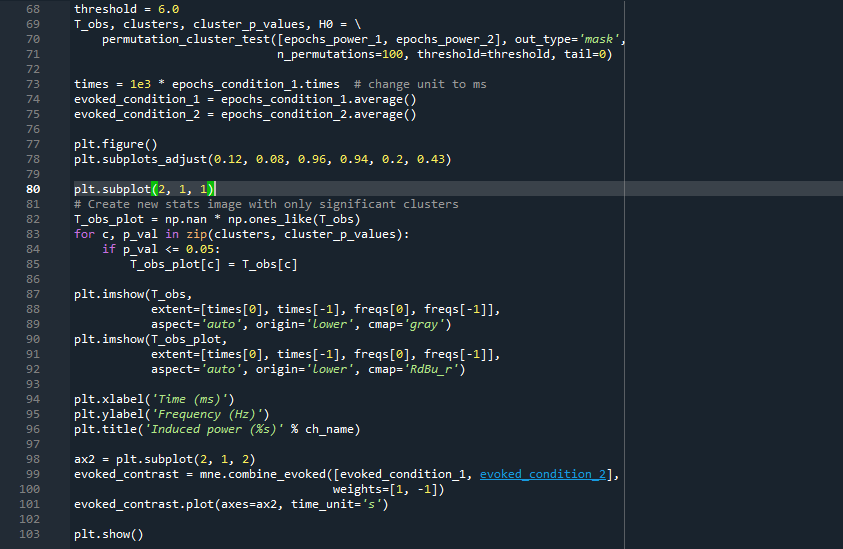 68 threshold = 6.0
69 T_obs, clusters, cluster_p_values, H0 = \
70     permutation_cluster_test([epochs_power_1, epochs_power_2], out_type='mask',
71                              n_permutations=100, threshold=threshold, tail=0)
72
73 times = 1e3 * epochs_condition_1.times  # change unit to ms
74 evoked_condition_1 = epochs_condition_1.average()
75 evoked_condition_2 = epochs_condition_2.average()
76
77 plt.figure()
78 plt.subplots_adjust(0.12, 0.08, 0.96, 0.94, 0.2, 0.43)
79
80 plt.subplot(2, 1, 1)
81 # Create new stats image with only significant clusters
82 T_obs_plot = np.nan * np.ones_like(T_obs)
83 for c, p_val in zip(clusters, cluster_p_values):
84     if p_val <= 0.05:
85         T_obs_plot[c] = T_obs[c]
86
87 plt.imshow(T_obs,
88            extent=[times[0], times[-1], freqs[0], freqs[-1]],
89            aspect='auto', origin='lower', cmap='gray')
90 plt.imshow(T_obs_plot,
91            extent=[times[0], times[-1], freqs[0], freqs[-1]],
92            aspect='auto', origin='lower', cmap='RdBu_r')
93
94 plt.xlabel('Time (ms)')
95 plt.ylabel('Frequency (Hz)')
96 plt.title('Induced power (%s)' % ch_name)
97
98 ax2 = plt.subplot(2, 1, 2)
99 evoked_contrast = mne.combine_evoked([evoked_condition_1, evoked_condition_2],
100                                      weights=[1, -1])
101 evoked_contrast.plot(axes=ax2, time_unit='s')
102
103 plt.show()